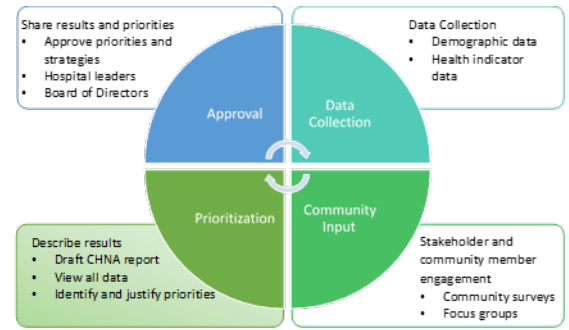 Share results and priorities
• Approve priorities and
strategies
• Hospital leaders
• Board of Directors
Data Collection
• Demographic data
• Health indicator
data
Approval
Data
Collection
Prioritization
Community
Input
Describe results
• Draft CHNA report
• View all data
• Identify and justify priorities
Stakeholder and
community member
engagement
• Community surveys
• Focus groups